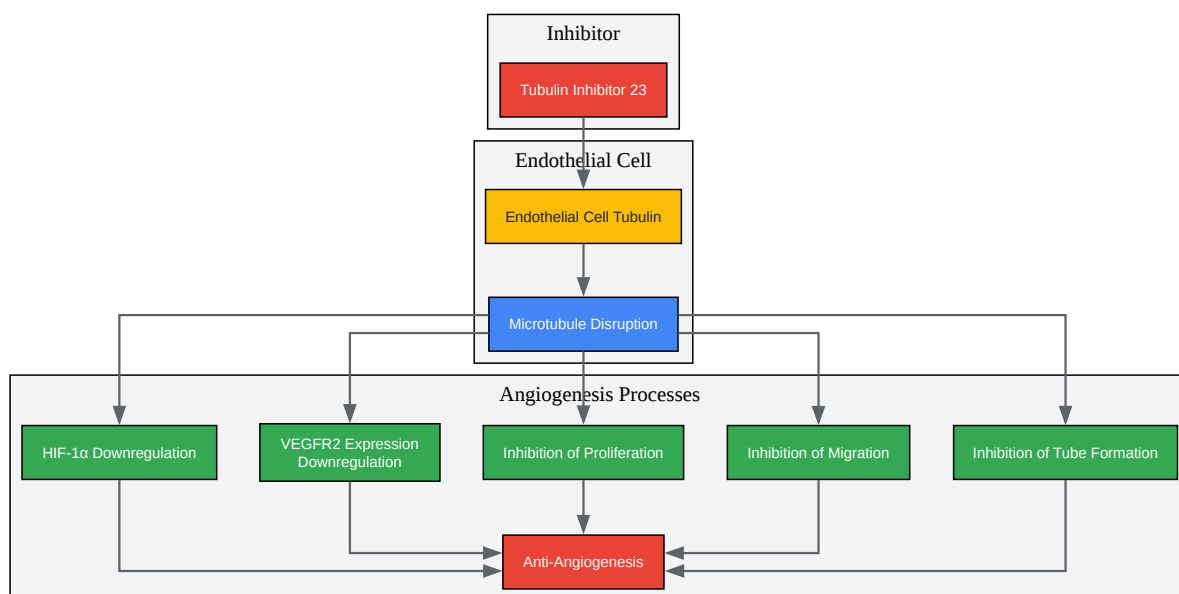 Inhibitor
Tubulin Inhibitor 23
Endothelial Cell
Endothelial Cell Tubulin
Microtubule Disruption
Angiogenesis Processes
HIF-1α Downregulation
VEGFR2 Expression
Downregulation
Inhibition of Proliferation
Inhibition of Migration
Inhibition of Tube Formation
Anti-Angiogenesis